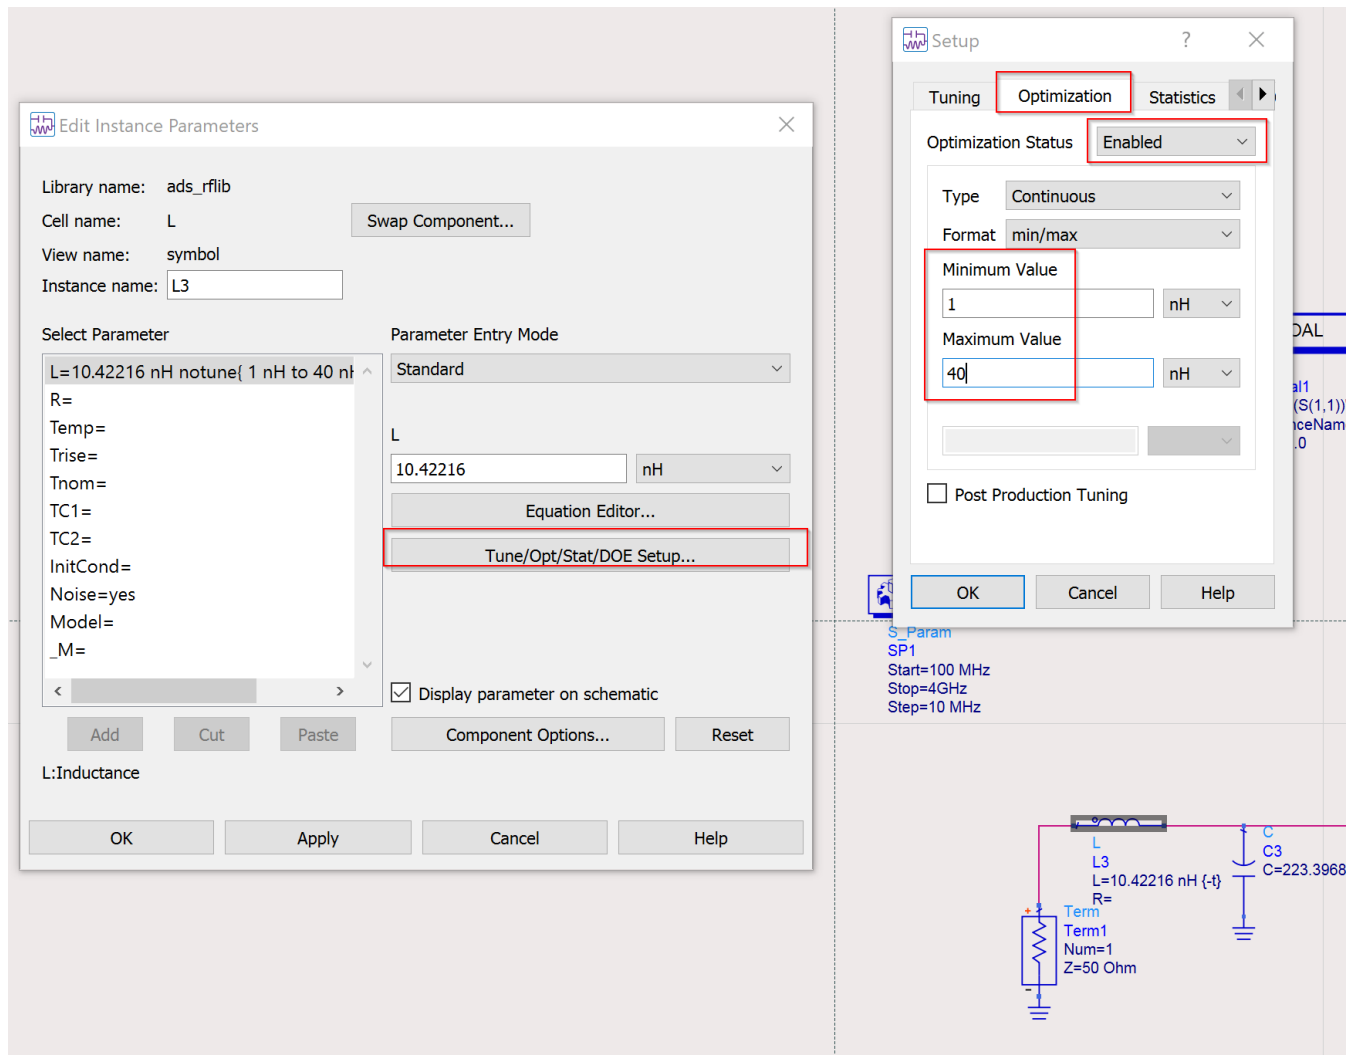 Edit Instance Parameters
Library name: ads_rflib
Cell name: L
Swap Component...
View name: symbol
Instance name: L3
Select Parameter
L=10.42216 nH notune{ 1 nH to 40 nH
R=
Temp=
Trise=
Tnom=
TC1=
TC2=
InitCond=
Noise=yes
Model=
_M=
Add
Cut
Paste
L:Inductance
Parameter Entry Mode
Standard
L
10.42216 nH
Equation Editor...
Tune/Opt/Stat/DOE Setup...
Display parameter on schematic
Component Options...
Reset
OK
Apply
Cancel
Help
Setup
?
Tuning
Optimization
Statistics
Optimization Status Enabled
Type Continuous
Format min/max
Minimum Value
1 nH
Maximum Value
40 nH
Post Production Tuning
OK
Cancel
Help
OAL
al1
(S(1,1))
nceNam
.0
S_Param
SP1
Start=100 MHz
Stop=4GHz
Step=10 MHz
L
L3
L=10.42216 nH {-t}
R=
C
C3
C=223.3968
+
Term
Term1
Num=1
Z=50 Ohm
-